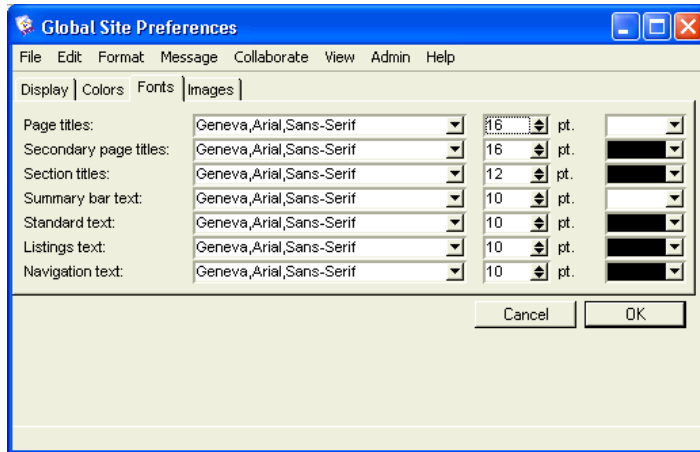 Global Site Preferences
File Edit Format Message Collaborate View Admin Help
Display Colors Fonts Images
Page titles: Geneva,Arial,Sans-Serif 16 pt.
Secondary page titles: Geneva,Arial,Sans-Serif 16 pt.
Section titles: Geneva,Arial,Sans-Serif 12 pt.
Summary bar text: Geneva,Arial,Sans-Serif 10 pt.
Standard text: Geneva,Arial,Sans-Serif 10 pt.
Listings text: Geneva,Arial,Sans-Serif 10 pt.
Navigation text: Geneva,Arial,Sans-Serif 10 pt.
Cancel OK